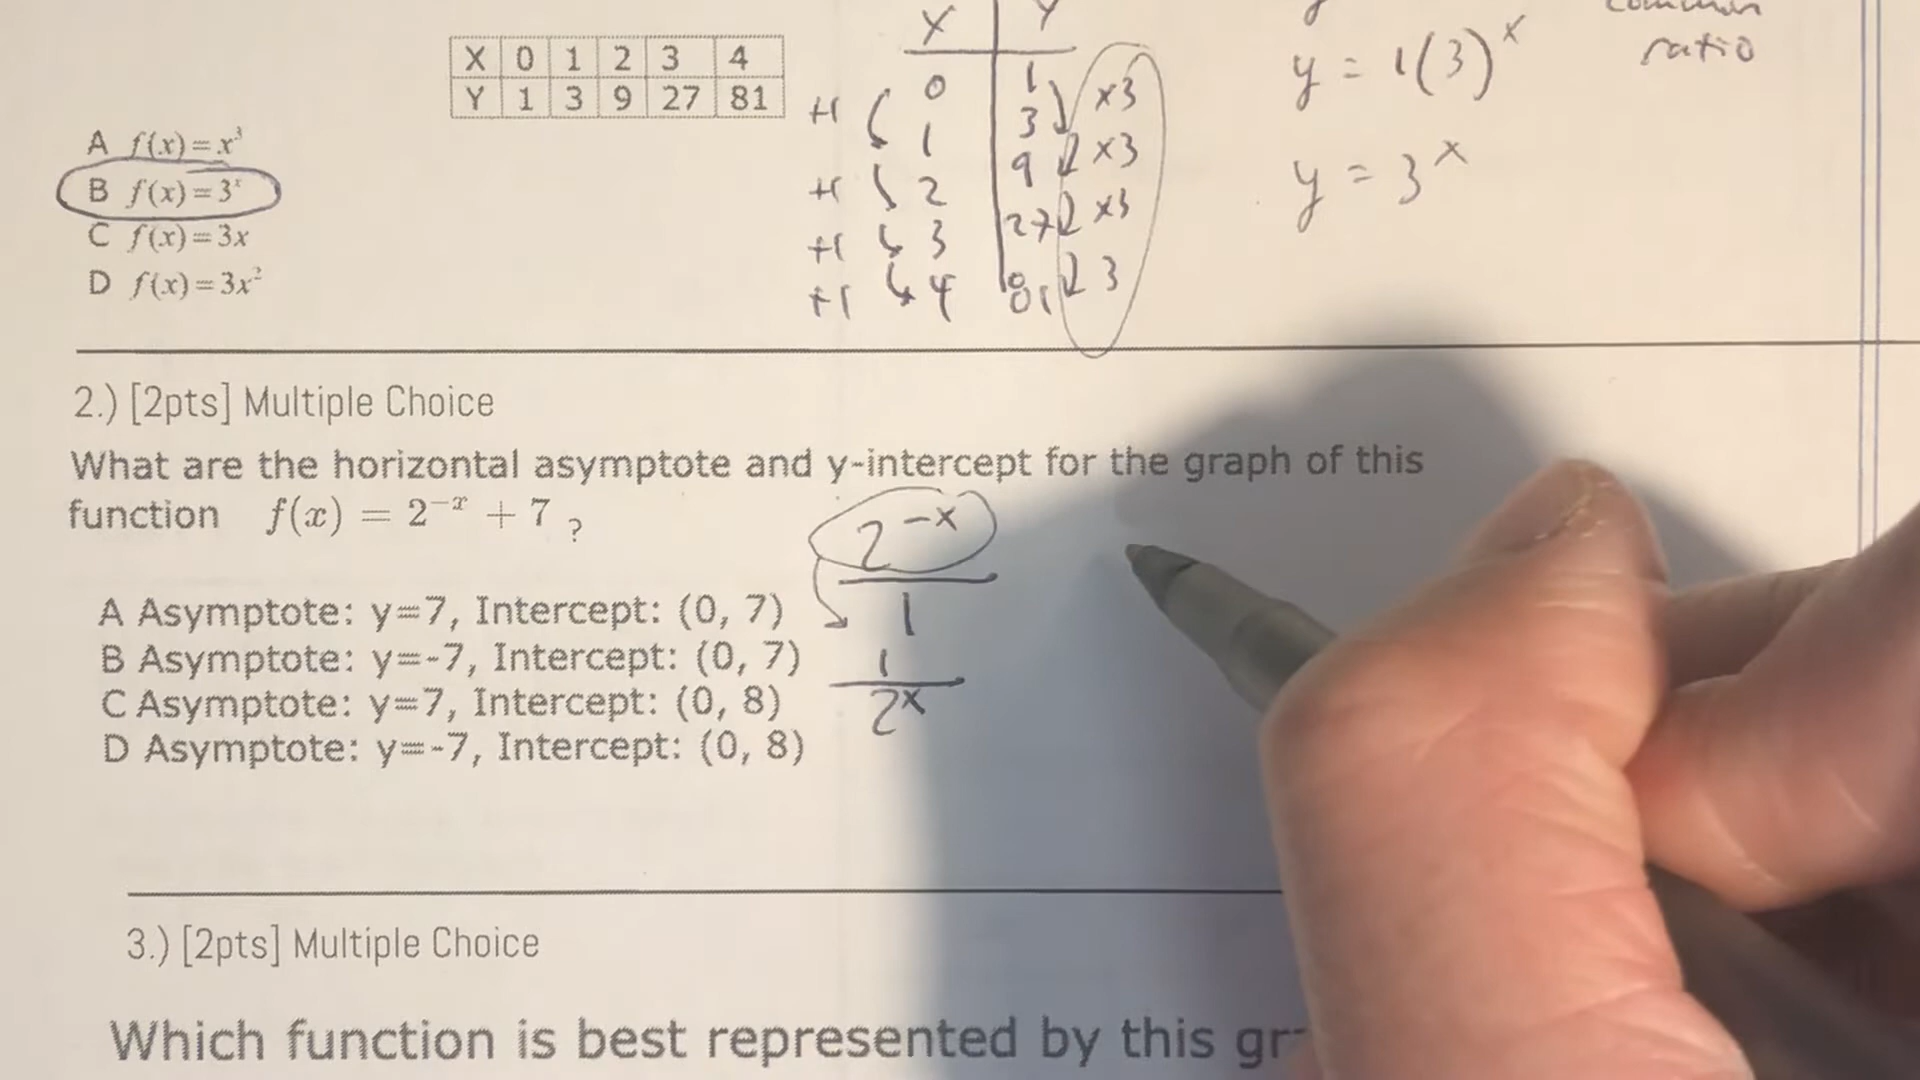 X 0 1 2 3 4
Y 1 3 9 27 81
A f(x)=x³
B f(x)=3ˣ
C f(x)=3x
D f(x)=3x²
X Y
0 1
1 3
2 9
3 27
4 81
+1
+1
+1
+1
×3
×3
×3
3
y = 1(3)ˣ
y = 3ˣ
common
ratio
2.) [2pts] Multiple Choice
What are the horizontal asymptote and y-intercept for the graph of this
function f(x) = 2⁻ˣ + 7 ?
A Asymptote: y=7, Intercept: (0, 7)
B Asymptote: y=-7, Intercept: (0, 7)
C Asymptote: y=7, Intercept: (0, 8)
D Asymptote: y=-7, Intercept: (0, 8)
2⁻ˣ
1
1
2ˣ
3.) [2pts] Multiple Choice
Which function is best represented by this gr